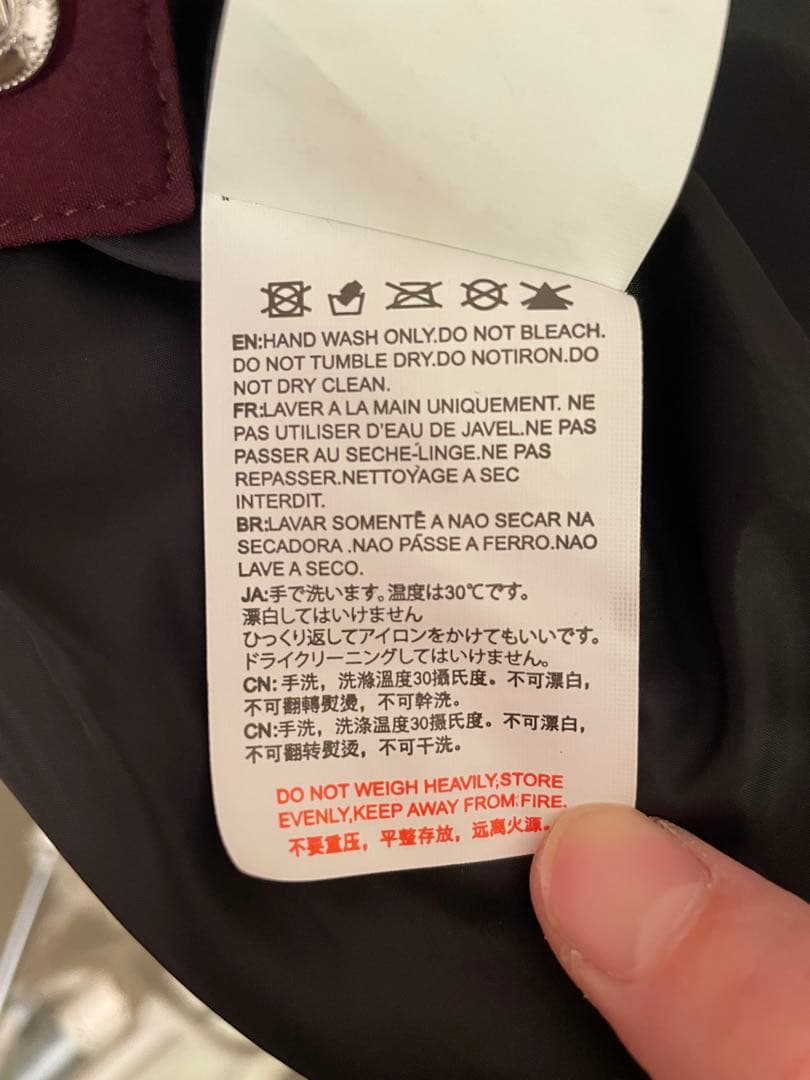 EN:HAND WASH ONLY.DO NOT BLEACH.
DO NOT TUMBLE DRY.DO NOTIRON.DO
NOT DRY CLEAN.
FR:LAVER A LA MAIN UNIQUEMENT. NE
PAS UTILISER D'EAU DE JAVEL.NE PAS
PASSER AU SECHE-LINGE.NE PAS
REPASSER.NETTOYAGE A SEC
INTERDIT.
BR:LAVAR SOMENTE A NAO SECAR NA
SECADORA .NAO PASSE A FERRO.NAO
LAVE A SECO.
JA:手で洗います。温度は30℃です。
漂白してはいけません
ひっくり返してアイロンをかけてもいいです。
ドライクリーニングしてはいけません。
CN:手洗，洗滌溫度30攝氏度。不可漂白，
不可翻轉熨燙，不可幹洗。
CN:手洗，洗涤温度30摄氏度。不可漂白，
不可翻转熨烫，不可干洗。
DO NOT WEIGH HEAVILY,STORE
EVENLY,KEEP AWAY FROM FIRE.
不要重压，平整存放，远离火源。